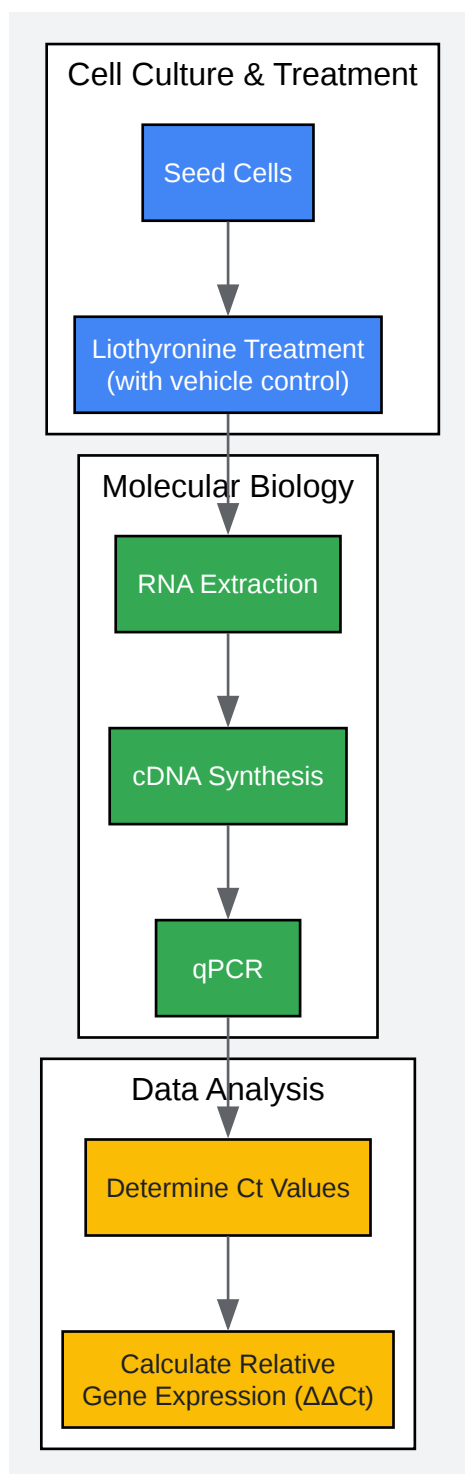 Cell Culture & Treatment
Seed Cells
Liothyronine Treatment
(with vehicle control)
Molecular Biology
RNA Extraction
cDNA Synthesis
qPCR
Data Analysis
Determine Ct Values
Calculate Relative
Gene Expression (ΔΔCt)